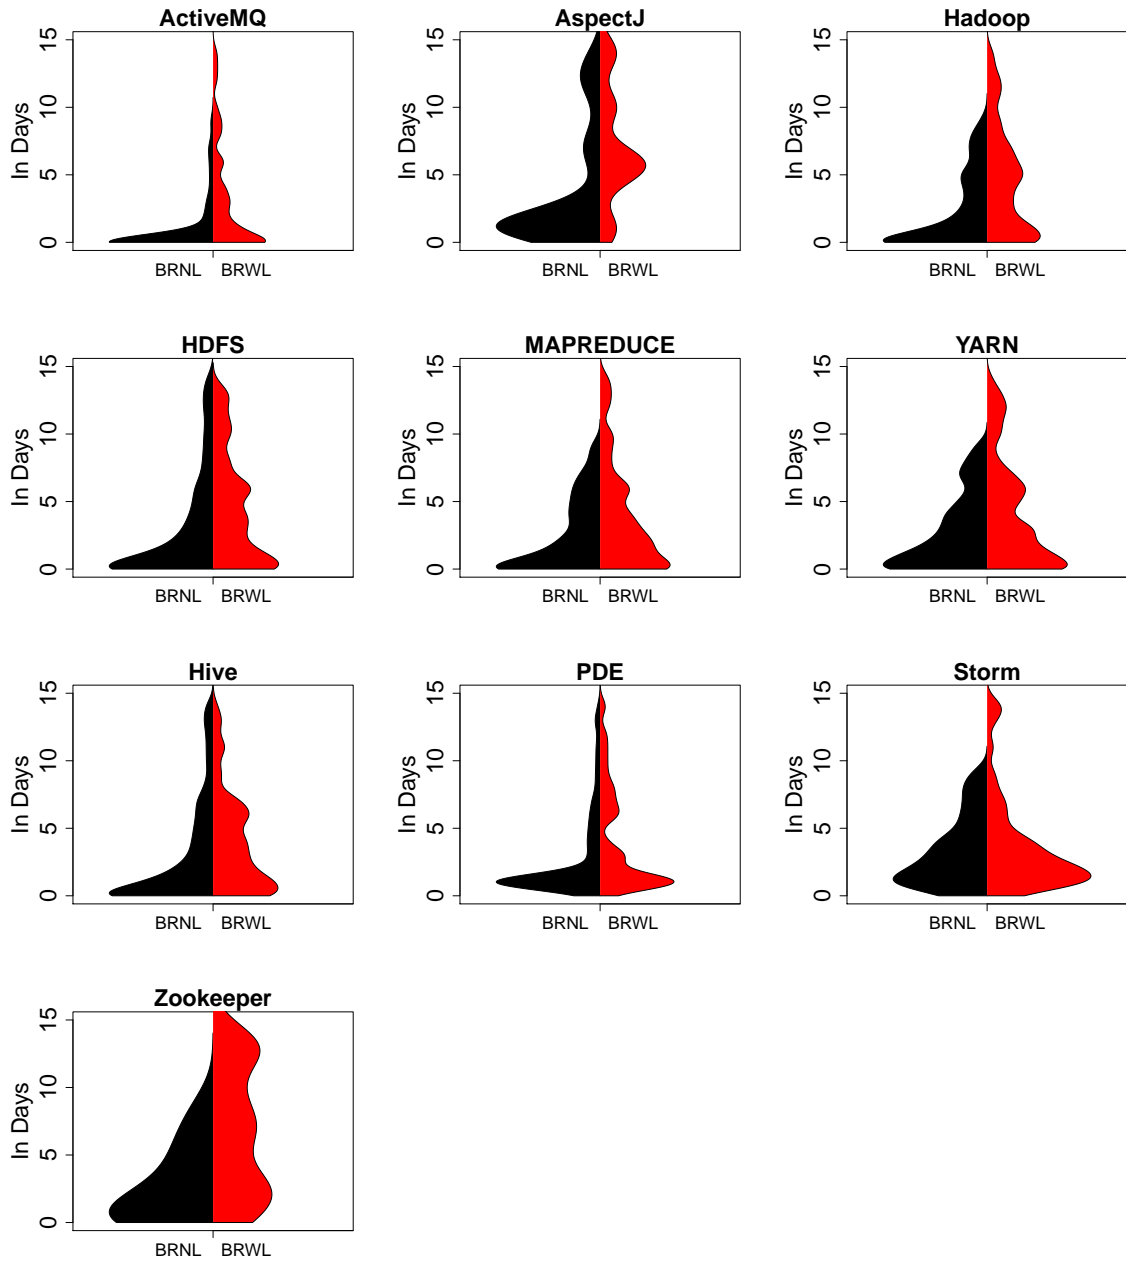 ActiveMQ
In Days
0 5 10 15
BRNL BRWL
AspectJ
In Days
0 5 10 15
BRNL BRWL
Hadoop
In Days
0 5 10 15
BRNL BRWL
HDFS
In Days
0 5 10 15
BRNL BRWL
MAPREDUCE
In Days
0 5 10 15
BRNL BRWL
YARN
In Days
0 5 10 15
BRNL BRWL
Hive
In Days
0 5 10 15
BRNL BRWL
PDE
In Days
0 5 10 15
BRNL BRWL
Storm
In Days
0 5 10 15
BRNL BRWL
Zookeeper
In Days
0 5 10 15
BRNL BRWL